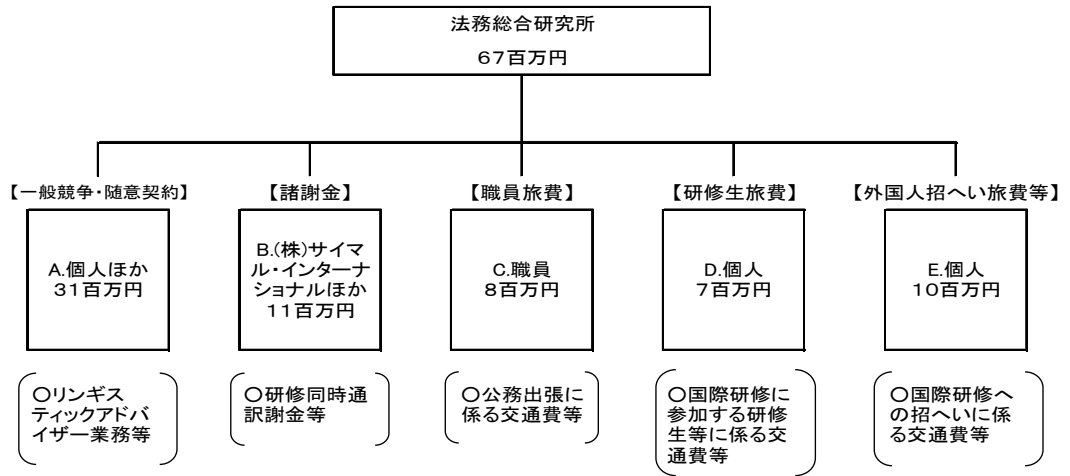 法務総合研究所
67百万円
【一般競争・随意契約】
【諸謝金】
【職員旅費】
【研修生旅費】
【外国人招へい旅費等】
A.個人ほか
31百万円
B.(株)サイマ
ル・インターナ
ショナルほか
11百万円
C.職員
8百万円
D.個人
7百万円
E.個人
10百万円
○リンギス
ティックアドバ
イザー業務等
○研修同時通
訳謝金等
○公務出張に
係る交通費等
○国際研修に
参加する研修
生等に係る交
通費等
○国際研修へ
の招へいに係
る交通費等